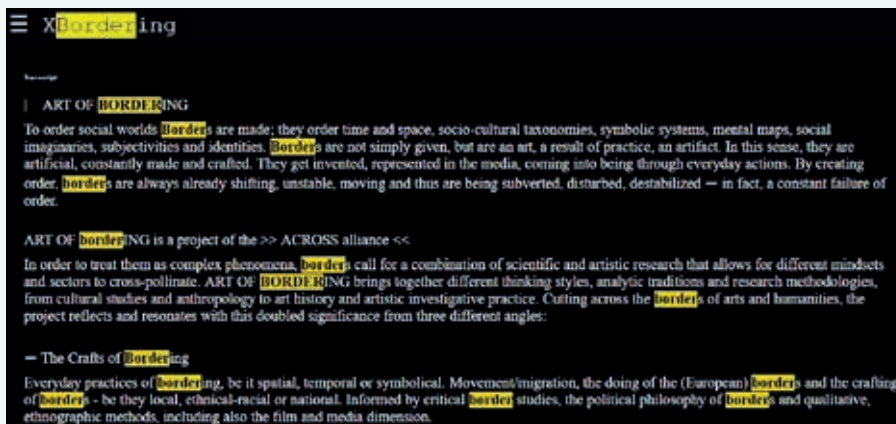 ☰ XBordering
Transcript
| ART OF BORDERING
To order social worlds Borders are made; they order time and space, socio-cultural taxonomies, symbolic systems, mental maps, social
imaginaries, subjectivities and identities. Borders are not simply given, but are an art, a result of practice, an artifact. In this sense, they are
artificial, constantly made and crafted. They get invented, represented in the media, coming into being through everyday actions. By creating
order, borders are always already shifting, unstable, moving and thus are being subverted, disturbed, destabilized — in fact, a constant failure of
order.
ART OF borderING is a project of the >> ACROSS alliance <<
In order to treat them as complex phenomena, borders call for a combination of scientific and artistic research that allows for different mindsets
and sectors to cross-pollinate. ART OF BORDERING brings together different thinking styles, analytic traditions and research methodologies,
from cultural studies and anthropology to art history and artistic investigative practice. Cutting across the borders of arts and humanities, the
project reflects and resonates with this doubled significance from three different angles:
— The Crafts of Bordering
Everyday practices of bordering, be it spatial, temporal or symbolical. Movement/migration, the doing of the (European) borders and the crafting
of borders - be they local, ethnical-racial or national. Informed by critical border studies, the political philosophy of borders and qualitative,
ethnographic methods, including also the film and media dimension.